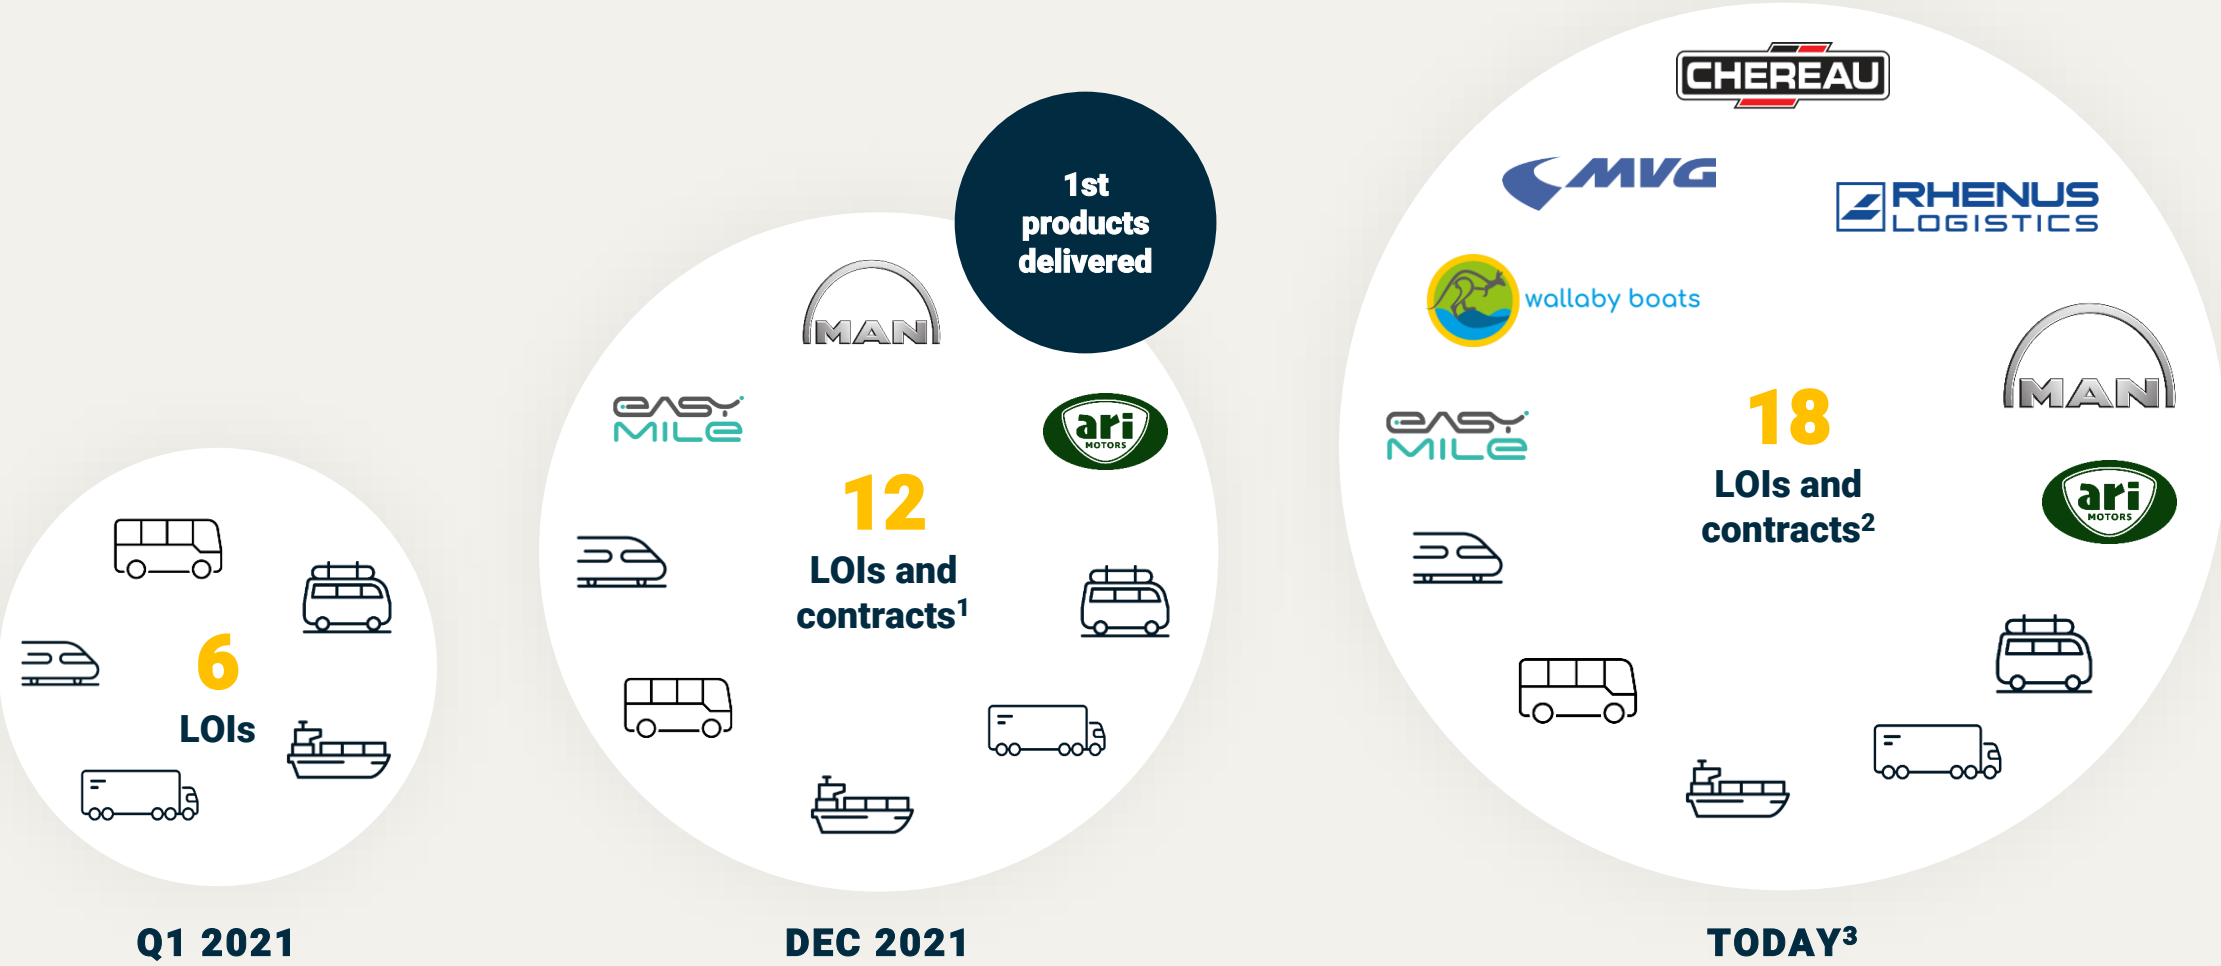 6
LOIs
Q1 2021
1st
products
delivered
MAN
eASY
MILe
ari
MOTORS
12
LOIs and
contracts¹
DEC 2021
CHEREAU
MVG
RHENUS
LOGISTICS
wallaby boats
MAN
eASY
MILe
18
LOIs and
contracts²
ari
MOTORS
TODAY³